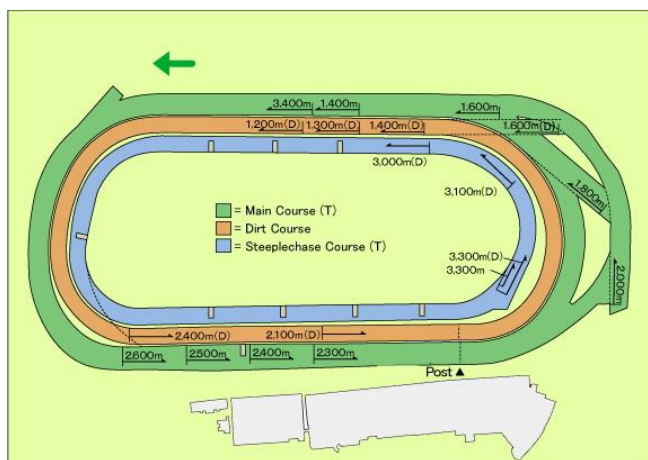 3.400m 1.400m 1.600m
1.200m(D) 1.300m(D) 1.400m(D) 1.600m(D)
3.000m(D)
3.100m(D)
1.800m
= Main Course (T)
= Dirt Course
= Steeplechase Course (T)
3.300m(D)
3.300m
2.000m
2.400m(D) 2.100m(D)
2.600m 2.500m 2.400m 2.300m
Post ▲